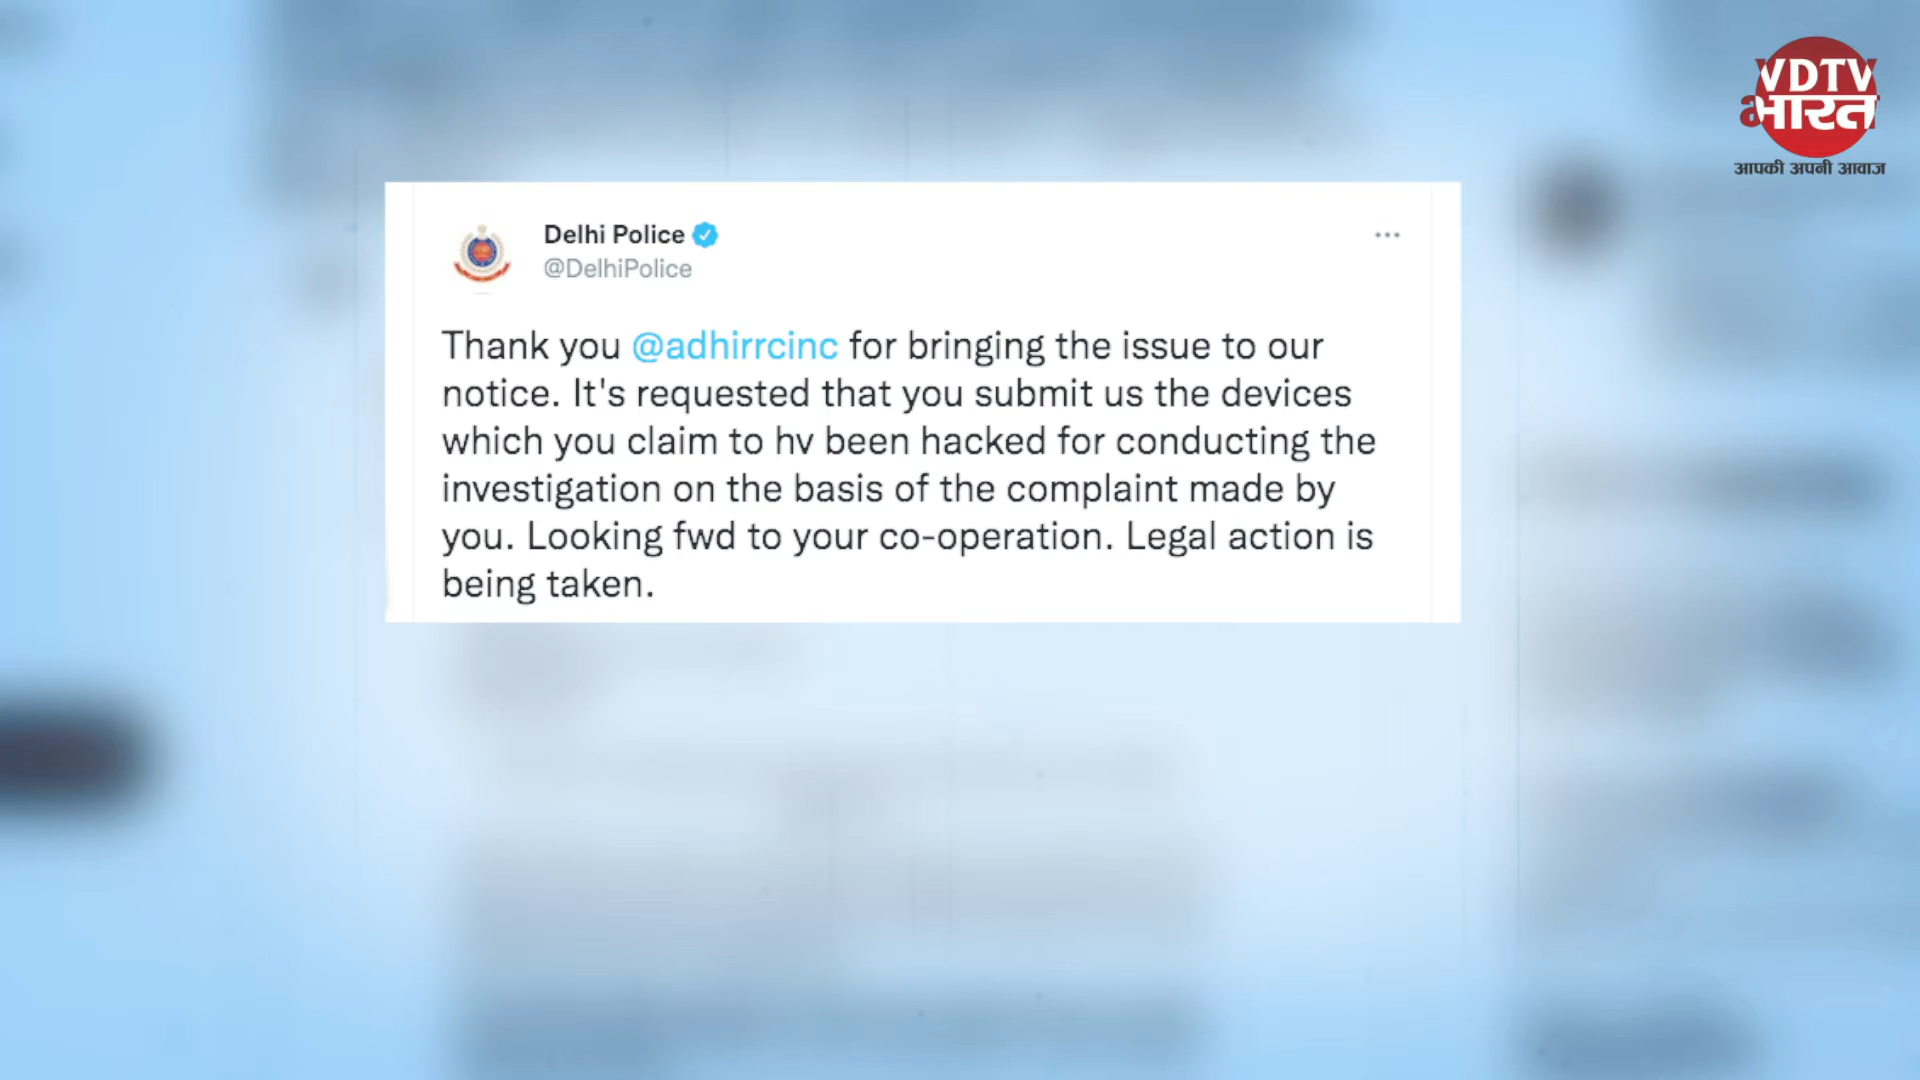 VDTV
भारत
आपकी अपनी आवाज
Delhi Police
@DelhiPolice
Thank you @adhirrcinc for bringing the issue to our
notice. It's requested that you submit us the devices
which you claim to hv been hacked for conducting the
investigation on the basis of the complaint made by
you. Looking fwd to your co-operation. Legal action is
being taken.